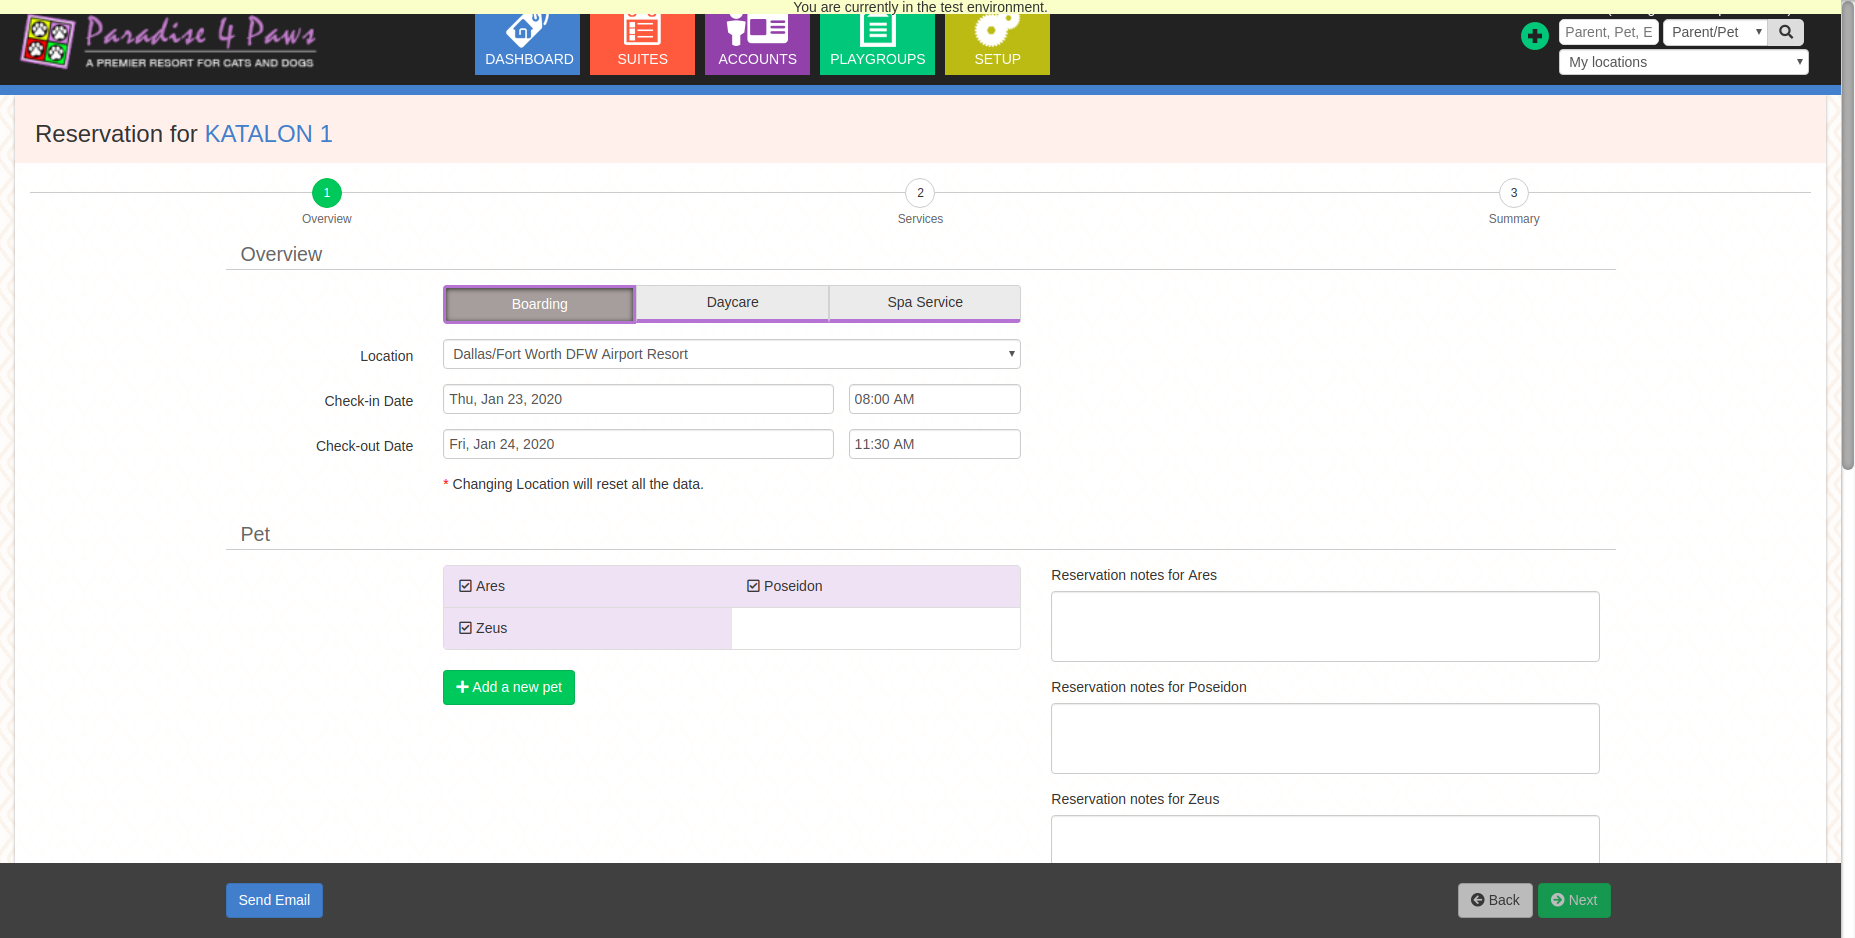 You are currently in the test environment.
Paradise 4 Paws
A PREMIER RESORT FOR CATS AND DOGS
DASHBOARD
SUITES
ACCOUNTS
PLAYGROUPS
SETUP
Parent, Pet, E
Parent/Pet
My locations
Reservation for KATALON 1
1
2
3
Overview
Services
Summary
Overview
Boarding
Daycare
Spa Service
Location
Dallas/Fort Worth DFW Airport Resort
Check-in Date
Thu, Jan 23, 2020
08:00 AM
Check-out Date
Fri, Jan 24, 2020
11:30 AM
* Changing Location will reset all the data.
Pet
Ares
Poseidon
Zeus
Add a new pet
Reservation notes for Ares
Reservation notes for Poseidon
Reservation notes for Zeus
Send Email
Back
Next